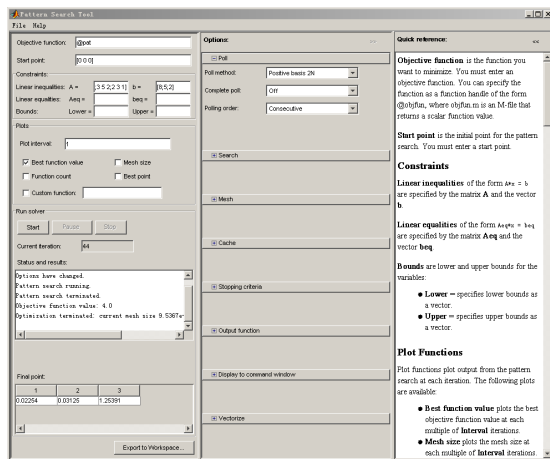 Pattern Search Tool
File Help
Objective function: @pat
Start point: [0 0 0]
Constraints:
Linear inequalities: A = ,3 5 2;2 3 1] b = [8;5;2]
Linear equalities: Aeq = beq =
Bounds: Lower = Upper =
Plots
Plot interval: 1
Best function value Mesh size
Function count Best point
Custom function:
Run solver
Start Pause Stop
Current iteration: 44
Status and results:
Options have changed.
Pattern search running.
Pattern search terminated.
Objective function value: 4.0
Optimization terminated: current mesh size 9.5367e-
Final point:
1 2 3
0.02254 0.03125 1.25391
Export to Workspace...
Options: <<
Poll
Poll method: Positive basis 2N
Complete poll: Off
Polling order: Consecutive
Search
Mesh
Cache
Stopping criteria
Output function
Display to command window
Vectorize
Quick reference: <<
Objective function is the function you
want to minimize. You must enter an
objective function. You can specify the
function as a function handle of the form
@objfun, where objfun.m is an M-file that
returns a scalar function value.
Start point is the initial point for the pattern
search. You must enter a start point.
Constraints
Linear inequalities of the form A*x = b
are specified by the matrix A and the vector
b.
Linear equalities of the form Aeq*x = beq
are specified by the matrix Aeq and the
vector beq.
Bounds are lower and upper bounds for the
variables:
● Lower = specifies lower bounds as
a vector.
● Upper = specifies upper bounds as
a vector.
Plot Functions
Plot functions plot output from the pattern
search at each iteration. The following plots
are available:
● Best function value plots the best
objective function value at each
multiple of Interval iterations.
● Mesh size plots the mesh size at
each multiple of Interval iterations.